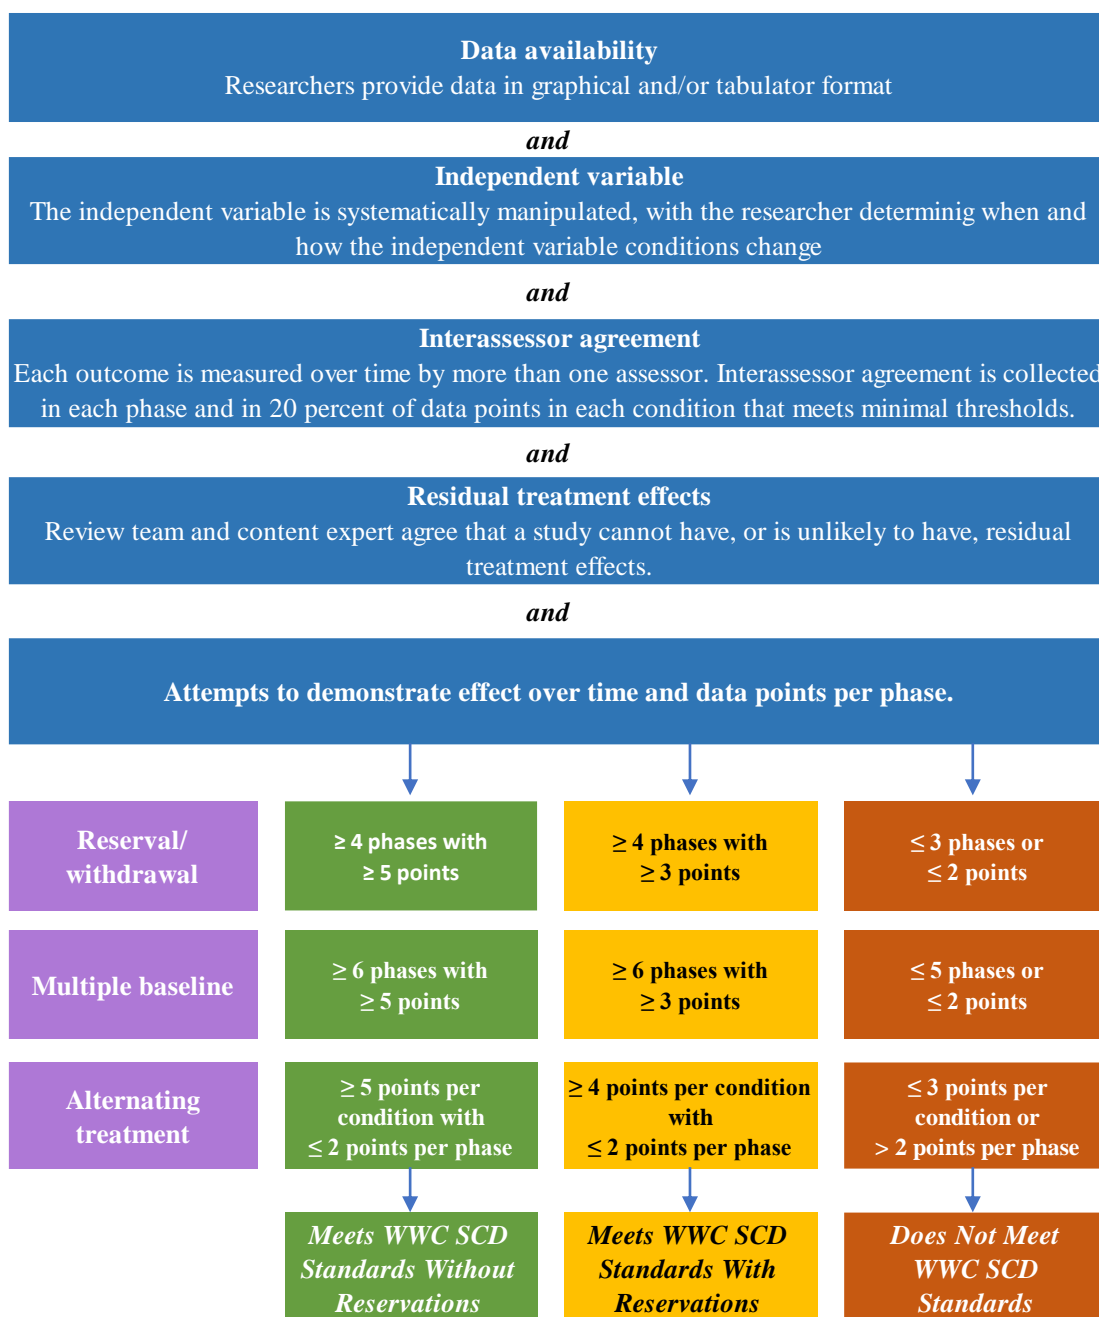 Data availability
Researchers provide data in graphical and/or tabulator format
and
Independent variable
The independent variable is systematically manipulated, with the researcher determinig when and
how the independent variable conditions change
and
Interassessor agreement
Each outcome is measured over time by more than one assessor. Interassessor agreement is collected
in each phase and in 20 percent of data points in each condition that meets minimal thresholds.
and
Residual treatment effects
Review team and content expert agree that a study cannot have, or is unlikely to have, residual
treatment effects.
and
Attempts to demonstrate effect over time and data points per phase.
Reserval/
withdrawal
≥ 4 phases with
≥ 5 points
≥ 4 phases with
≥ 3 points
≤ 3 phases or
≤ 2 points
Multiple baseline
≥ 6 phases with
≥ 5 points
≥ 6 phases with
≥ 3 points
≤ 5 phases or
≤ 2 points
Alternating
treatment
≥ 5 points per
condition with
≤ 2 points per phase
≥ 4 points per condition
with
≤ 2 points per phase
≤ 3 points per
condition or
> 2 points per phase
Meets WWC SCD
Standards Without
Reservations
Meets WWC SCD
Standards With
Reservations
Does Not Meet
WWC SCD
Standards